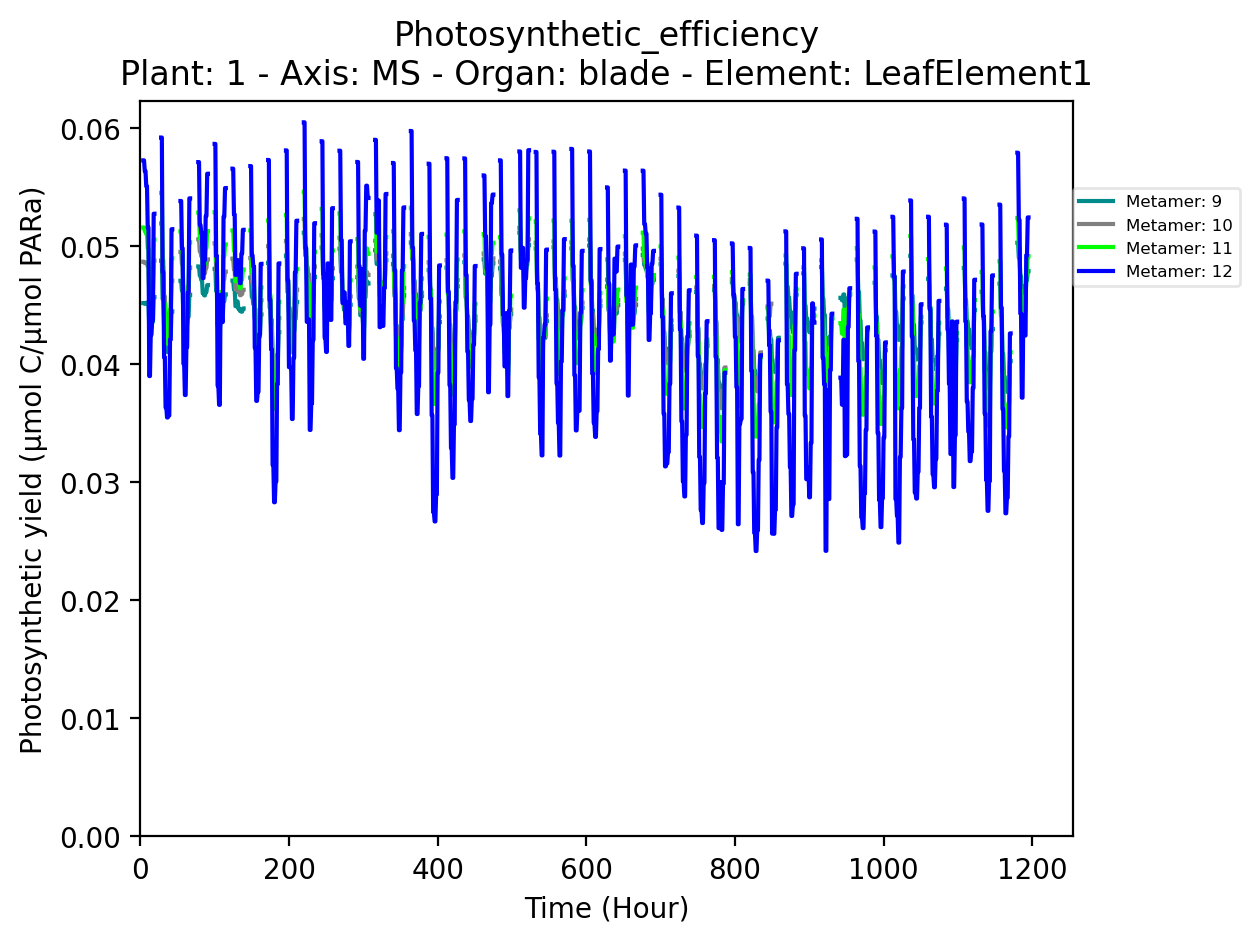 Photosynthetic_efficiency
Plant: 1 - Axis: MS - Organ: blade - Element: LeafElement1
Photosynthetic yield (µmol C/µmol PARa)
0.06
0.05
0.04
0.03
0.02
0.01
0.00
0
200
400
600
800
1000
1200
Time (Hour)
Metamer: 9
Metamer: 10
Metamer: 11
Metamer: 12